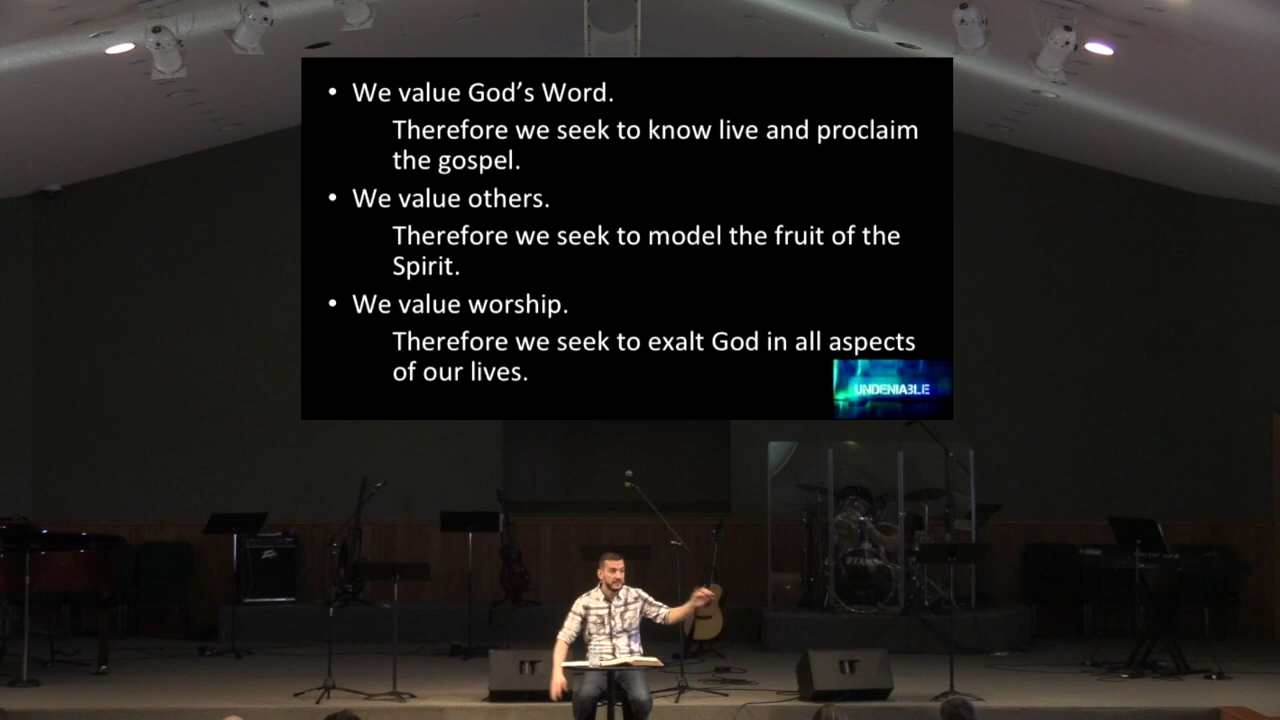 • We value God's Word.
Therefore we seek to know live and proclaim
the gospel.
• We value others.
Therefore we seek to model the fruit of the
Spirit.
• We value worship.
Therefore we seek to exalt God in all aspects
of our lives.
UNDENIABLE
PEAVEY
TAMA